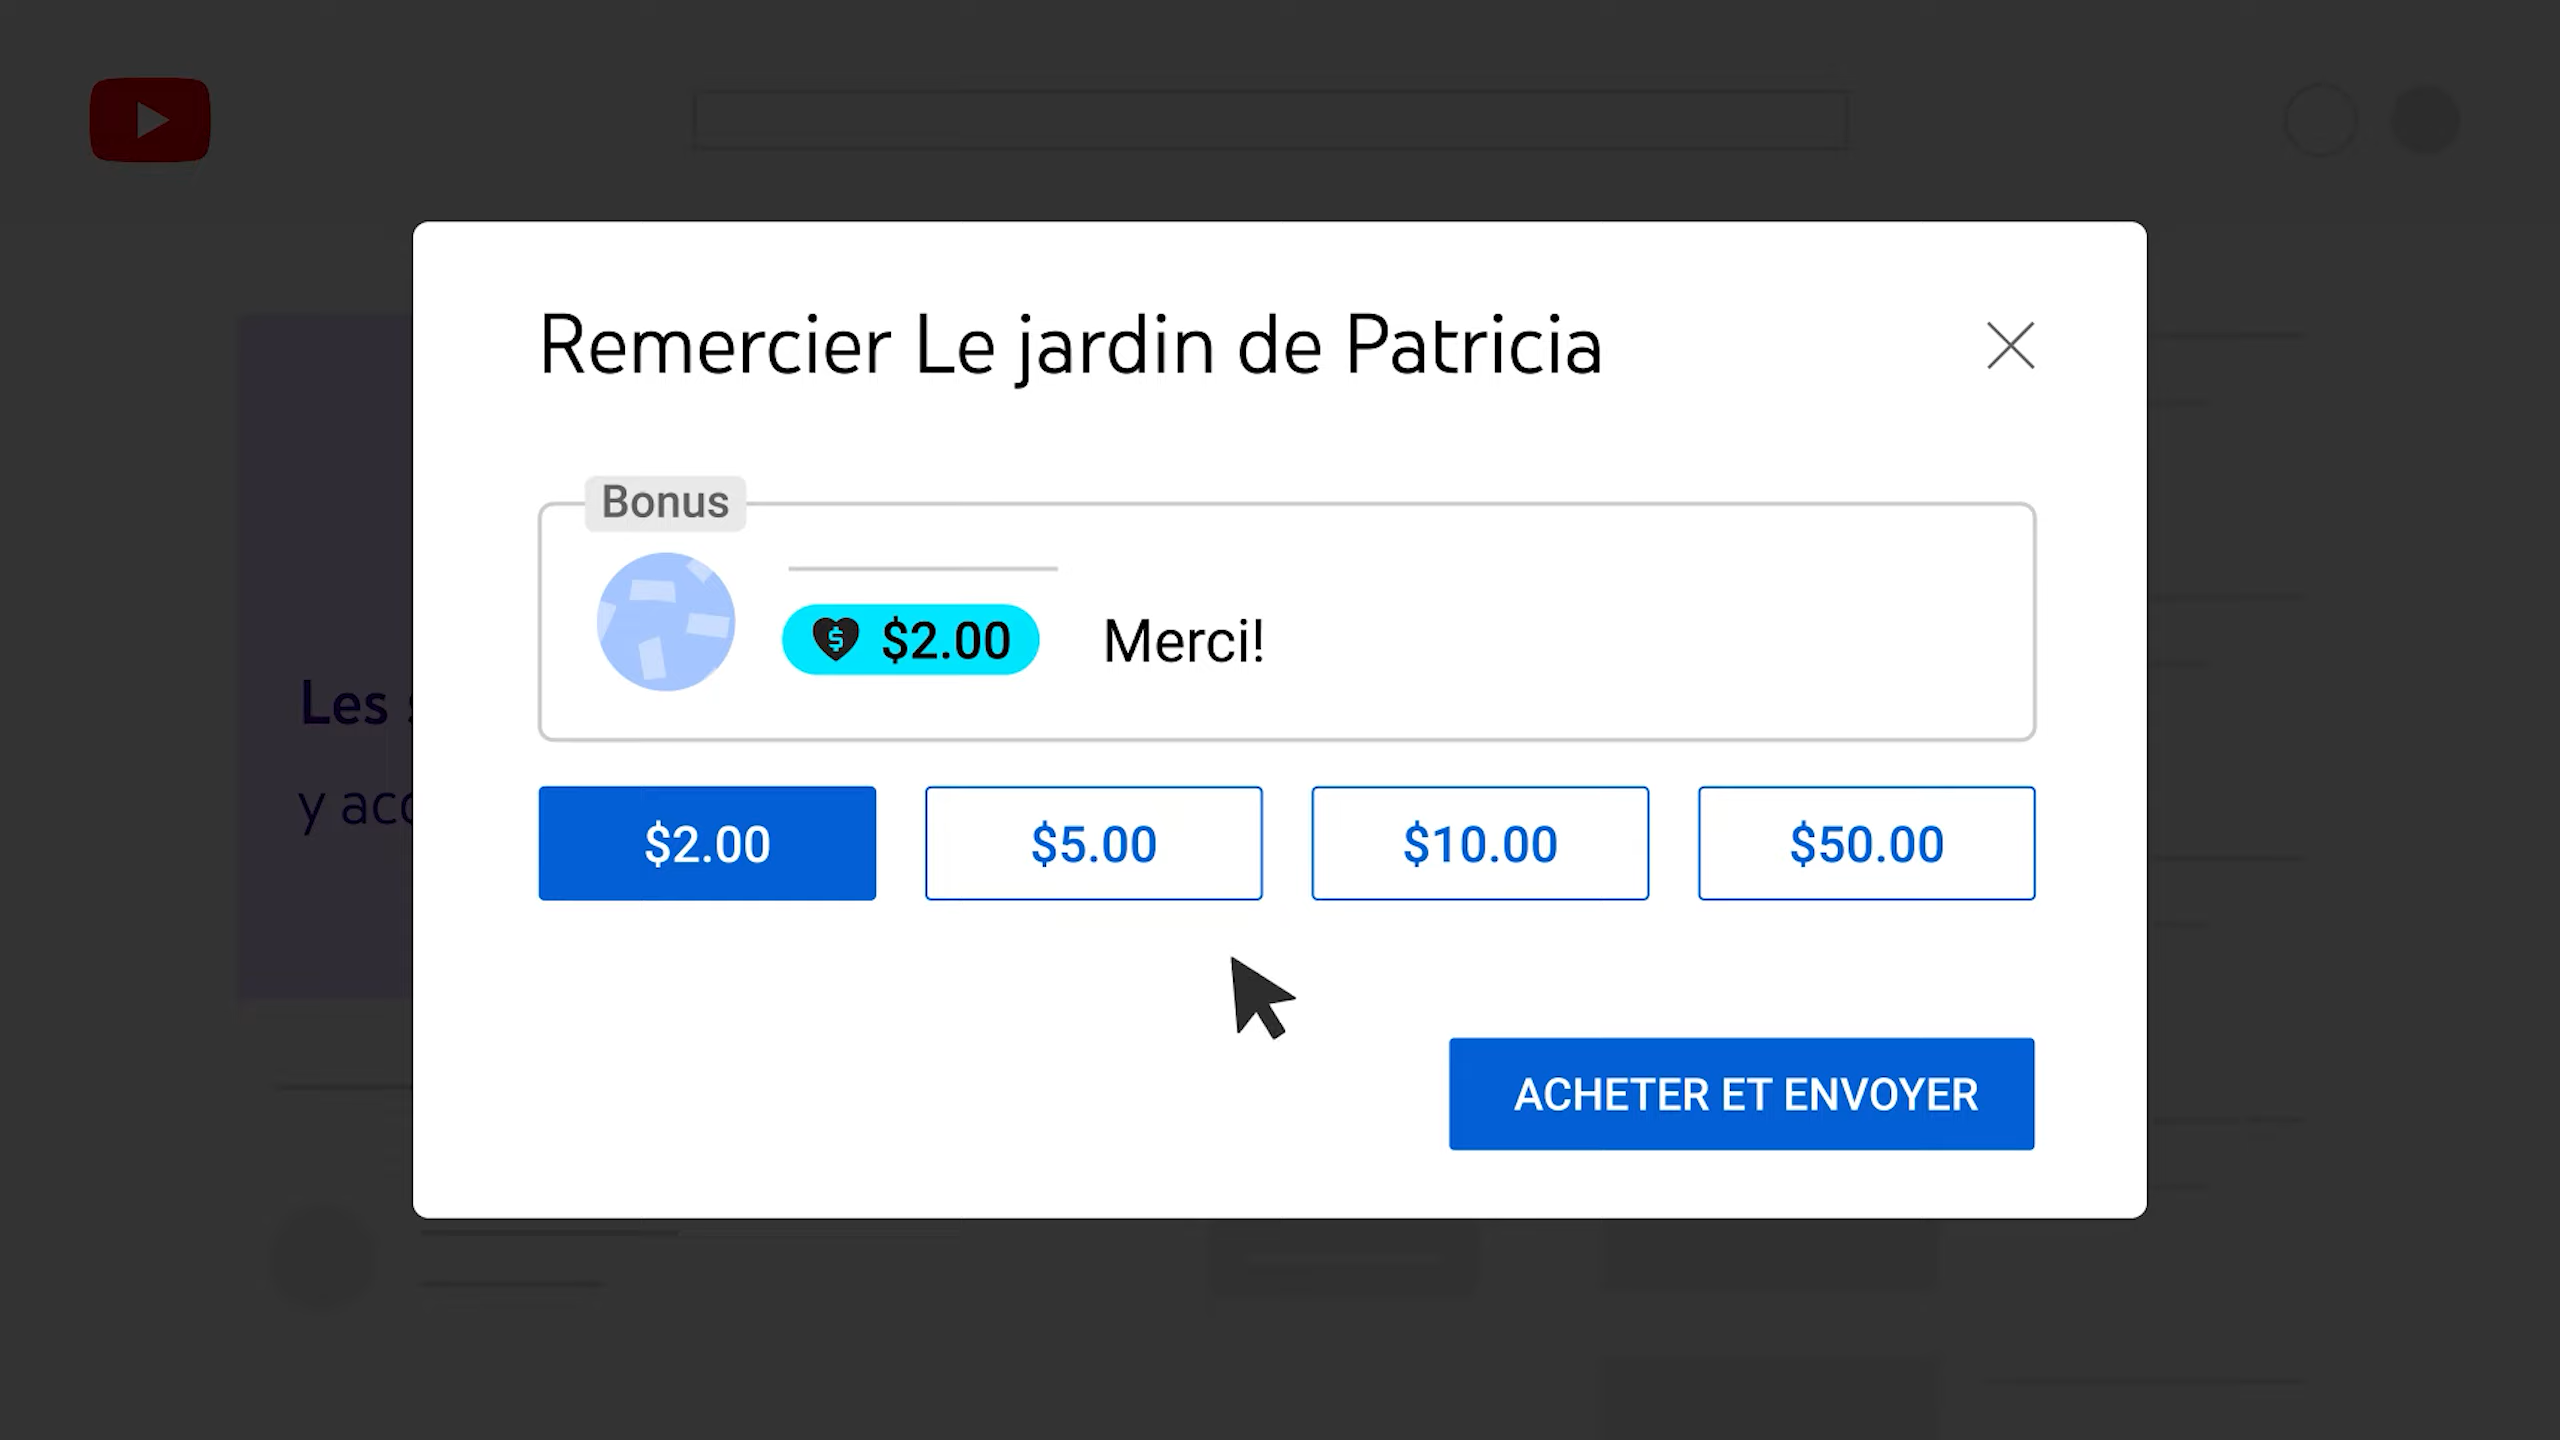 Remercier Le jardin de Patricia
Bonus
$2.00 Merci!
Les
$2.00 $5.00 $10.00 $50.00
ACHETER ET ENVOYER